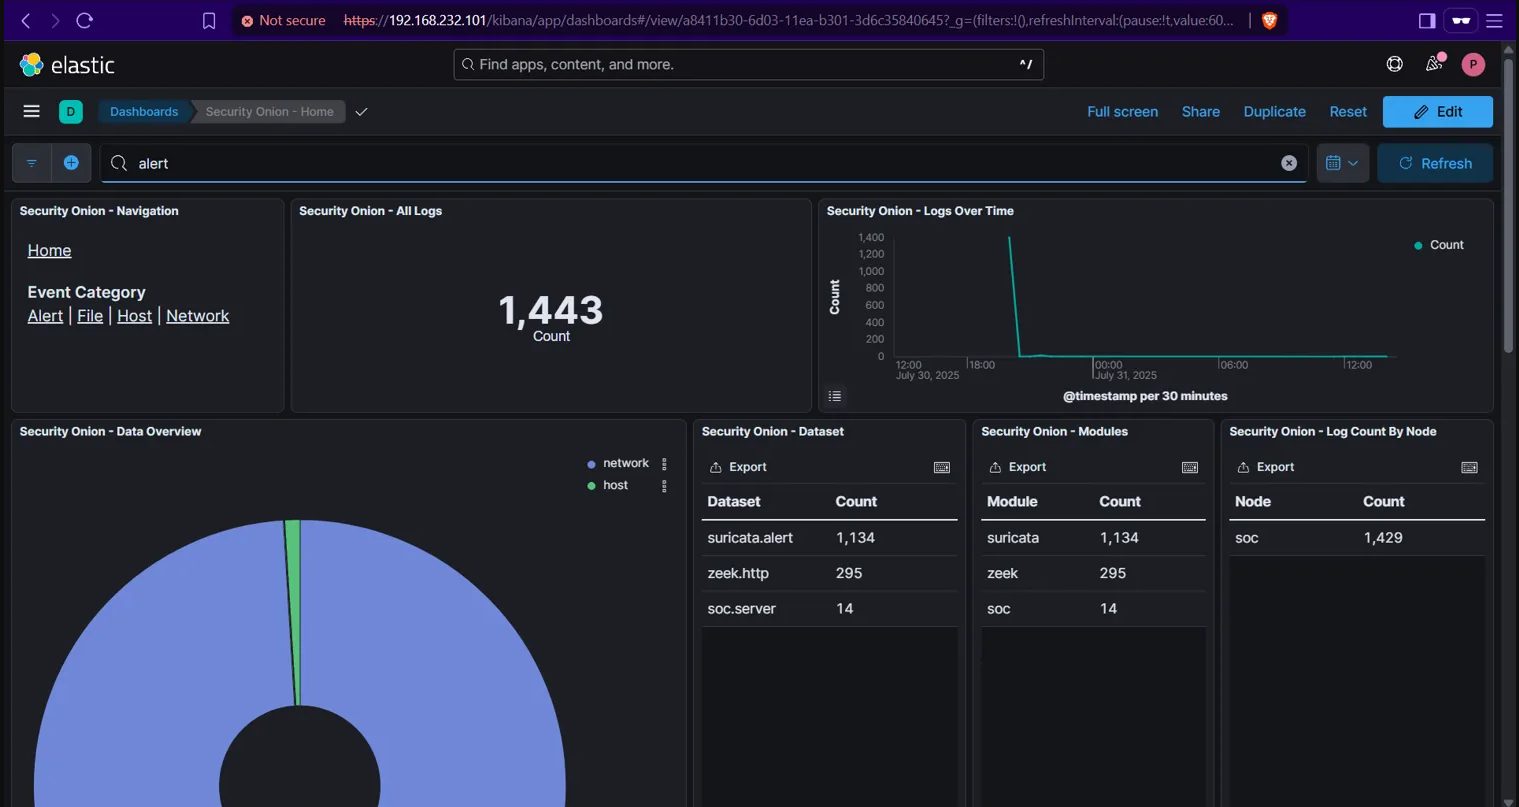 Not secure https://192.168.232.101/kibana/app/dashboards#/view/a8411b30-6d03-11ea-b301-3d6c35840645?_g=(filters:!(),refreshInterval:(pause:!t,value:60...
elastic
Find apps, content, and more. ^/
P
D Dashboards Security Onion - Home Full screen Share Duplicate Reset Edit
alert Refresh
Security Onion - Navigation
Home
Event Category
Alert | File | Host | Network
Security Onion - All Logs
1,443
Count
Security Onion - Logs Over Time
Count
1,400
1,200
1,000
800
600
400
200
0
Count
12:00 18:00 00:00 06:00 12:00
July 30, 2025 July 31, 2025
@timestamp per 30 minutes
Security Onion - Data Overview
network
host
Security Onion - Dataset
Export
Dataset Count
suricata.alert 1,134
zeek.http 295
soc.server 14
Security Onion - Modules
Export
Module Count
suricata 1,134
zeek 295
soc 14
Security Onion - Log Count By Node
Export
Node Count
soc 1,429